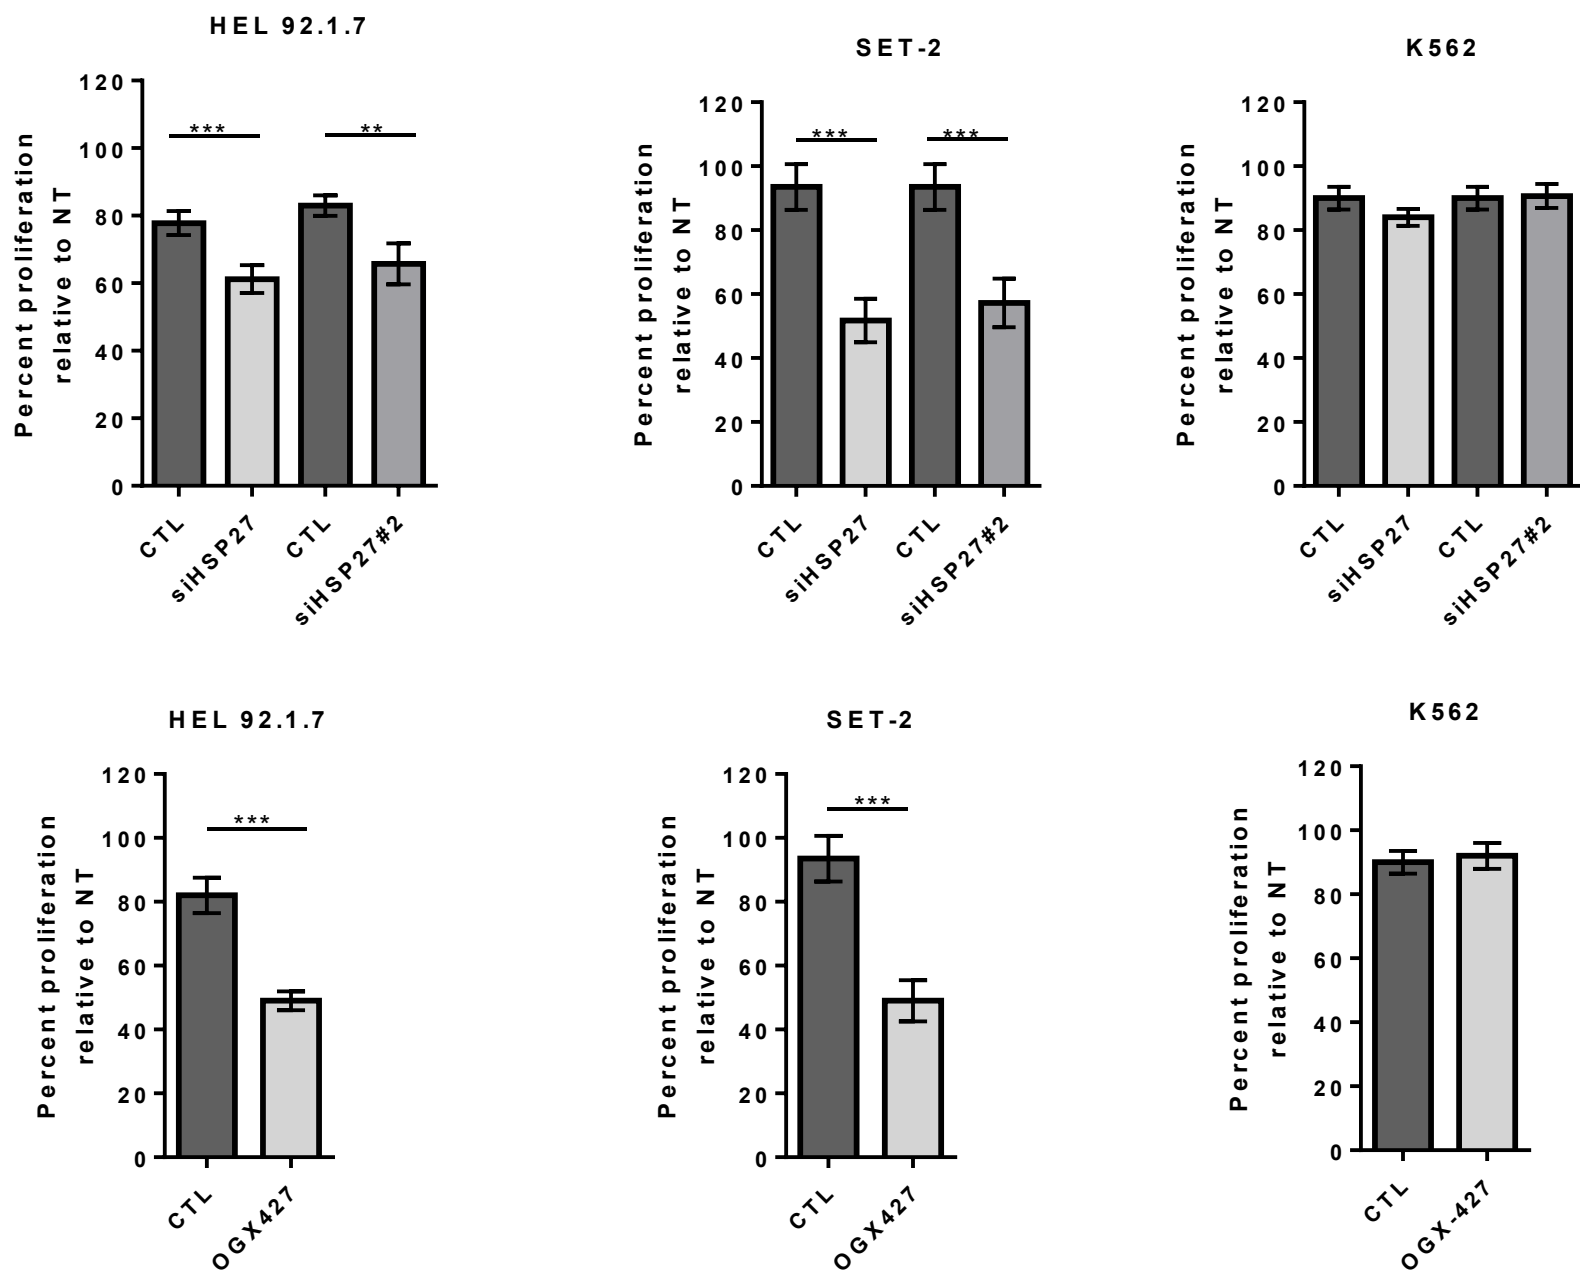 HEL 92.1.7
Percent proliferation
relative to NT
120
100
80
60
40
20
0
***
**
CTL
siHSP27
CTL
siHSP27#2
SET-2
Percent proliferation
relative to NT
120
100
80
60
40
20
0
***
***
CTL
siHSP27
CTL
siHSP27#2
K562
Percent proliferation
relative to NT
120
100
80
60
40
20
0
CTL
siHSP27
CTL
siHSP27#2
HEL 92.1.7
Percent proliferation
relative to NT
120
100
80
60
40
20
0
***
CTL
OGX427
SET-2
Percent proliferation
relative to NT
120
100
80
60
40
20
0
***
CTL
OGX427
K562
Percent proliferation
relative to NT
120
100
80
60
40
20
0
CTL
OGX-427